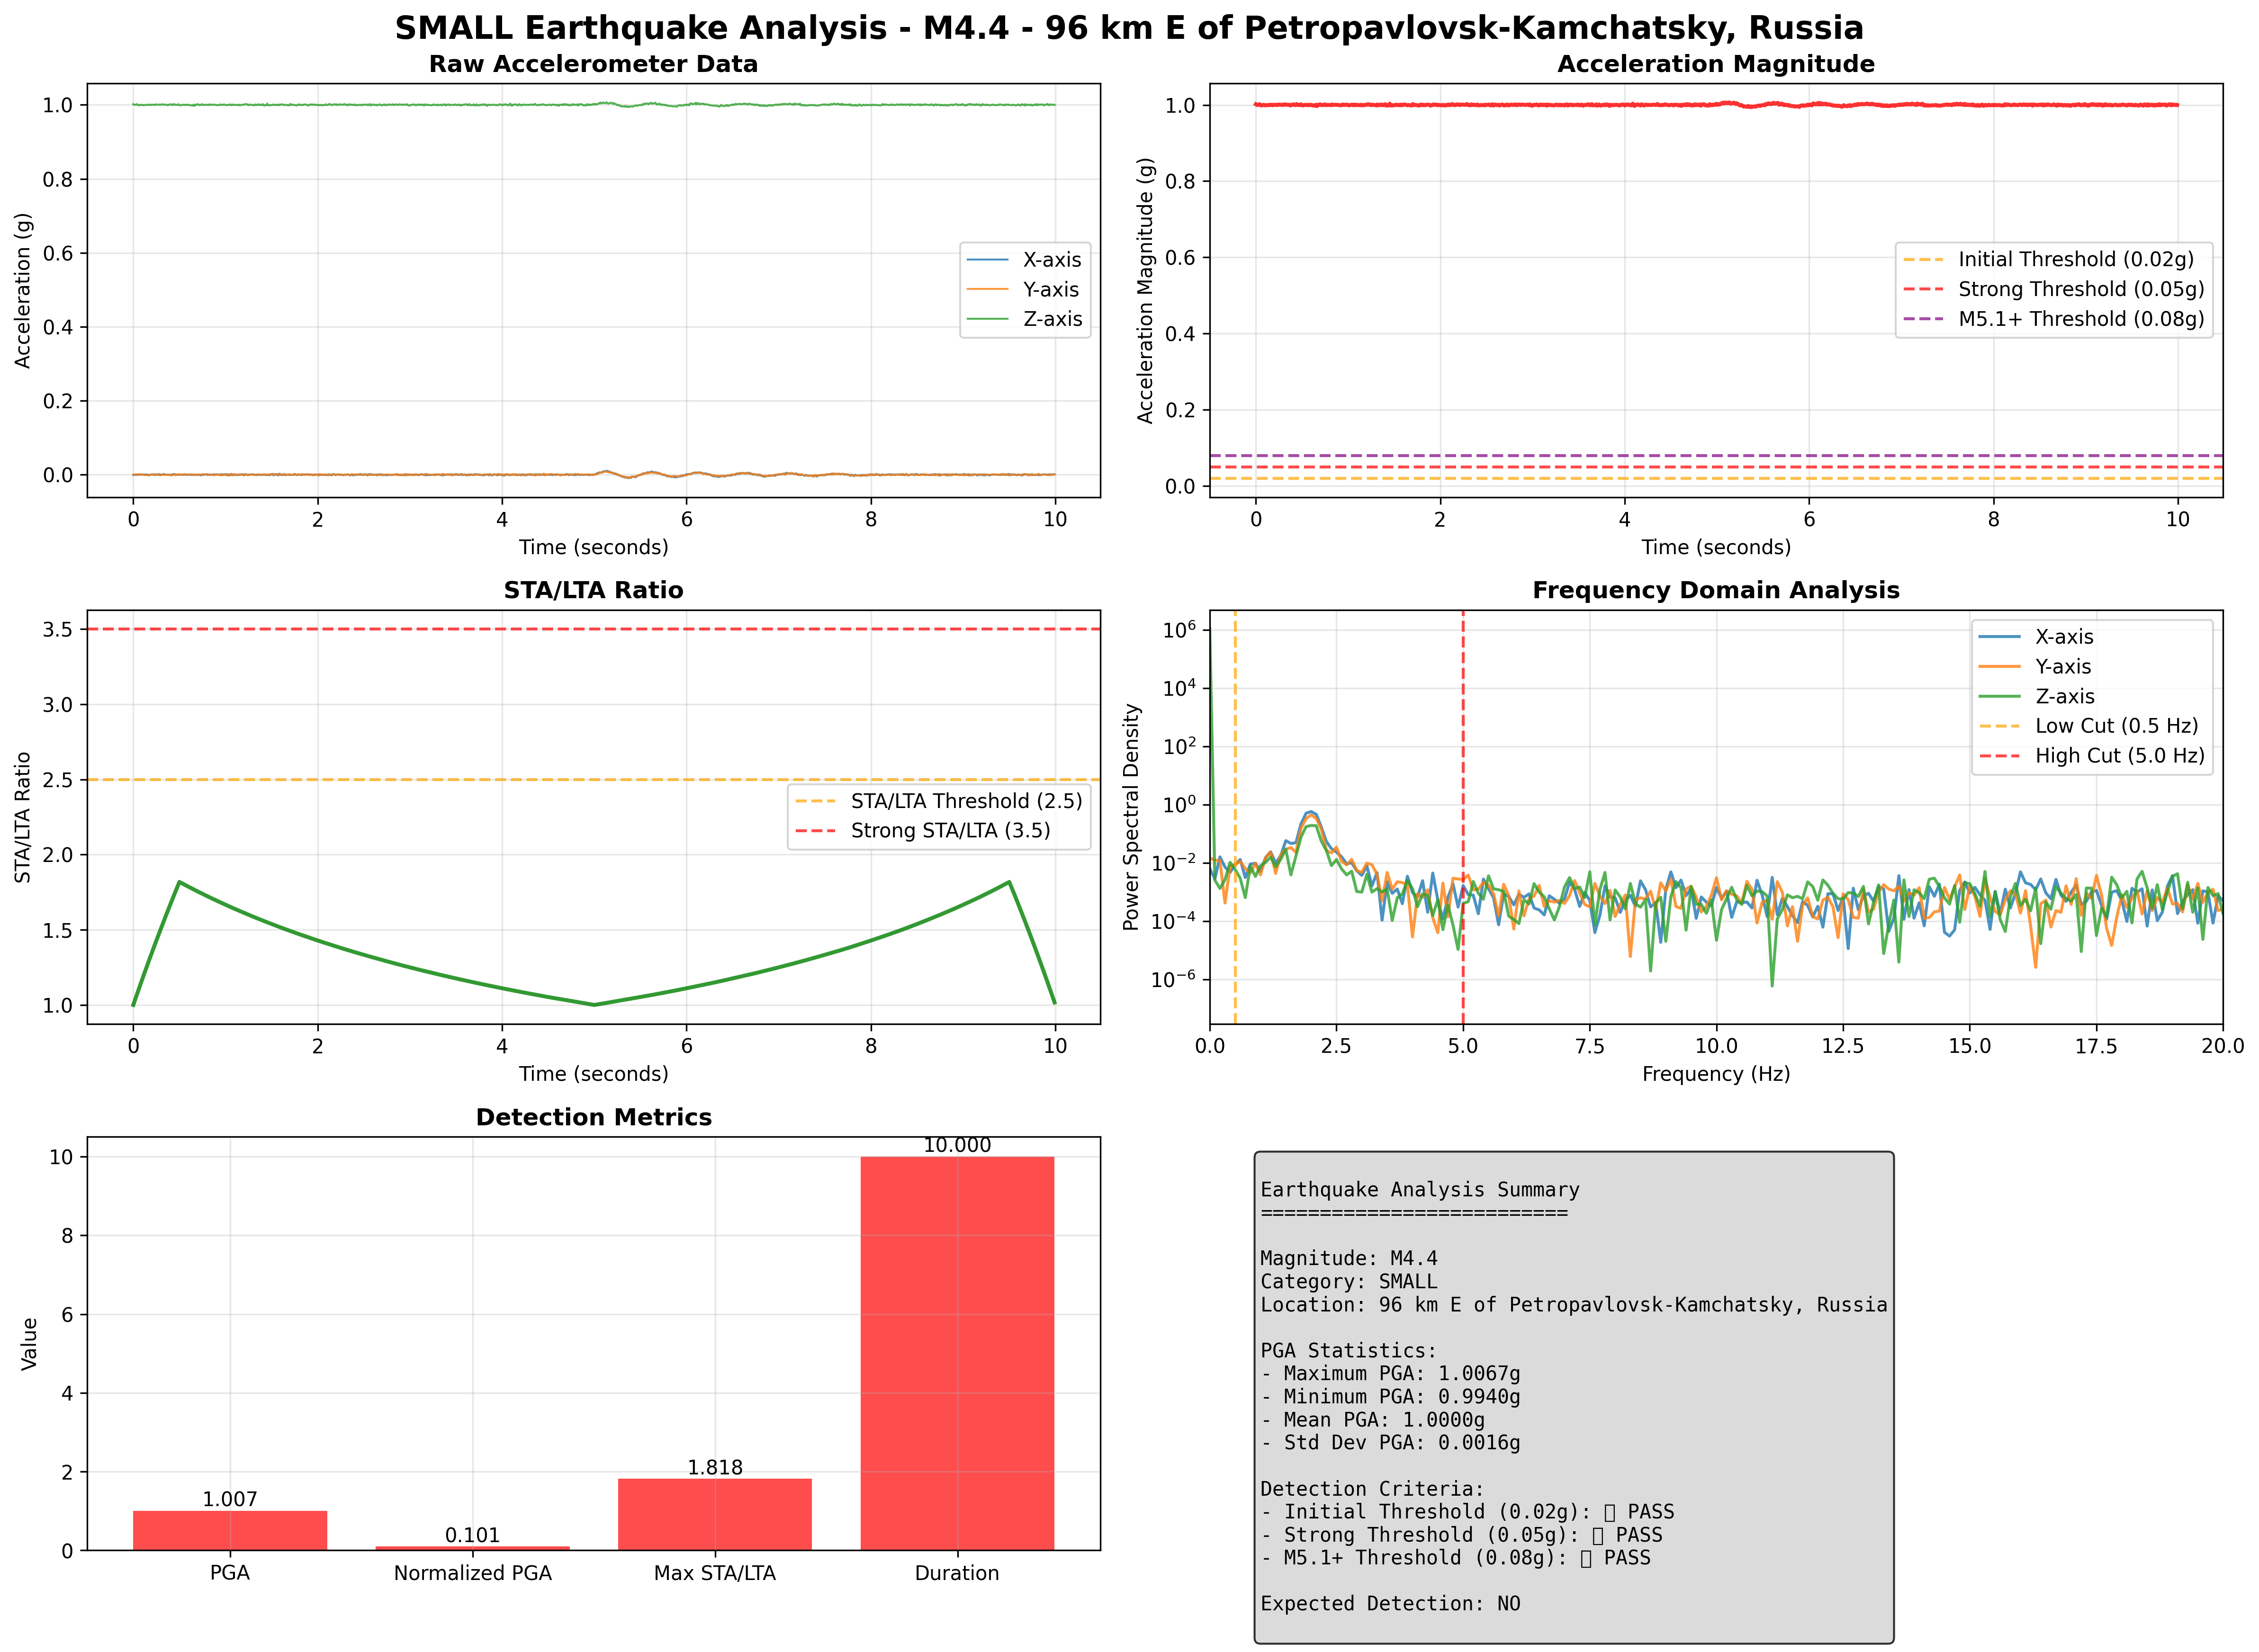 SMALL Earthquake Analysis - M4.4 - 96 km E of Petropavlovsk-Kamchatsky, Russia
Raw Accelerometer Data
Acceleration (g)
1.0
0.8
0.6
0.4
0.2
0.0
X-axis
Y-axis
Z-axis
0 2 4 6 8 10
Time (seconds)
Acceleration Magnitude
Acceleration Magnitude (g)
1.0
0.8
0.6
0.4
0.2
0.0
Initial Threshold (0.02g)
Strong Threshold (0.05g)
M5.1+ Threshold (0.08g)
0 2 4 6 8 10
Time (seconds)
STA/LTA Ratio
STA/LTA Ratio
3.5
3.0
2.5
2.0
1.5
1.0
STA/LTA Threshold (2.5)
Strong STA/LTA (3.5)
0 2 4 6 8 10
Time (seconds)
Frequency Domain Analysis
Power Spectral Density
10⁶
10⁴
10²
10⁰
10⁻²
10⁻⁴
10⁻⁶
X-axis
Y-axis
Z-axis
Low Cut (0.5 Hz)
High Cut (5.0 Hz)
0.0 2.5 5.0 7.5 10.0 12.5 15.0 17.5 20.0
Frequency (Hz)
Detection Metrics
Value
10
8
6
4
2
0
1.007
0.101
1.818
10.000
PGA Normalized PGA Max STA/LTA Duration
Earthquake Analysis Summary
==========================
Magnitude: M4.4
Category: SMALL
Location: 96 km E of Petropavlovsk-Kamchatsky, Russia
PGA Statistics:
- Maximum PGA: 1.0067g
- Minimum PGA: 0.9940g
- Mean PGA: 1.0000g
- Std Dev PGA: 0.0016g
Detection Criteria:
- Initial Threshold (0.02g): ▯ PASS
- Strong Threshold (0.05g): ▯ PASS
- M5.1+ Threshold (0.08g): ▯ PASS
Expected Detection: NO